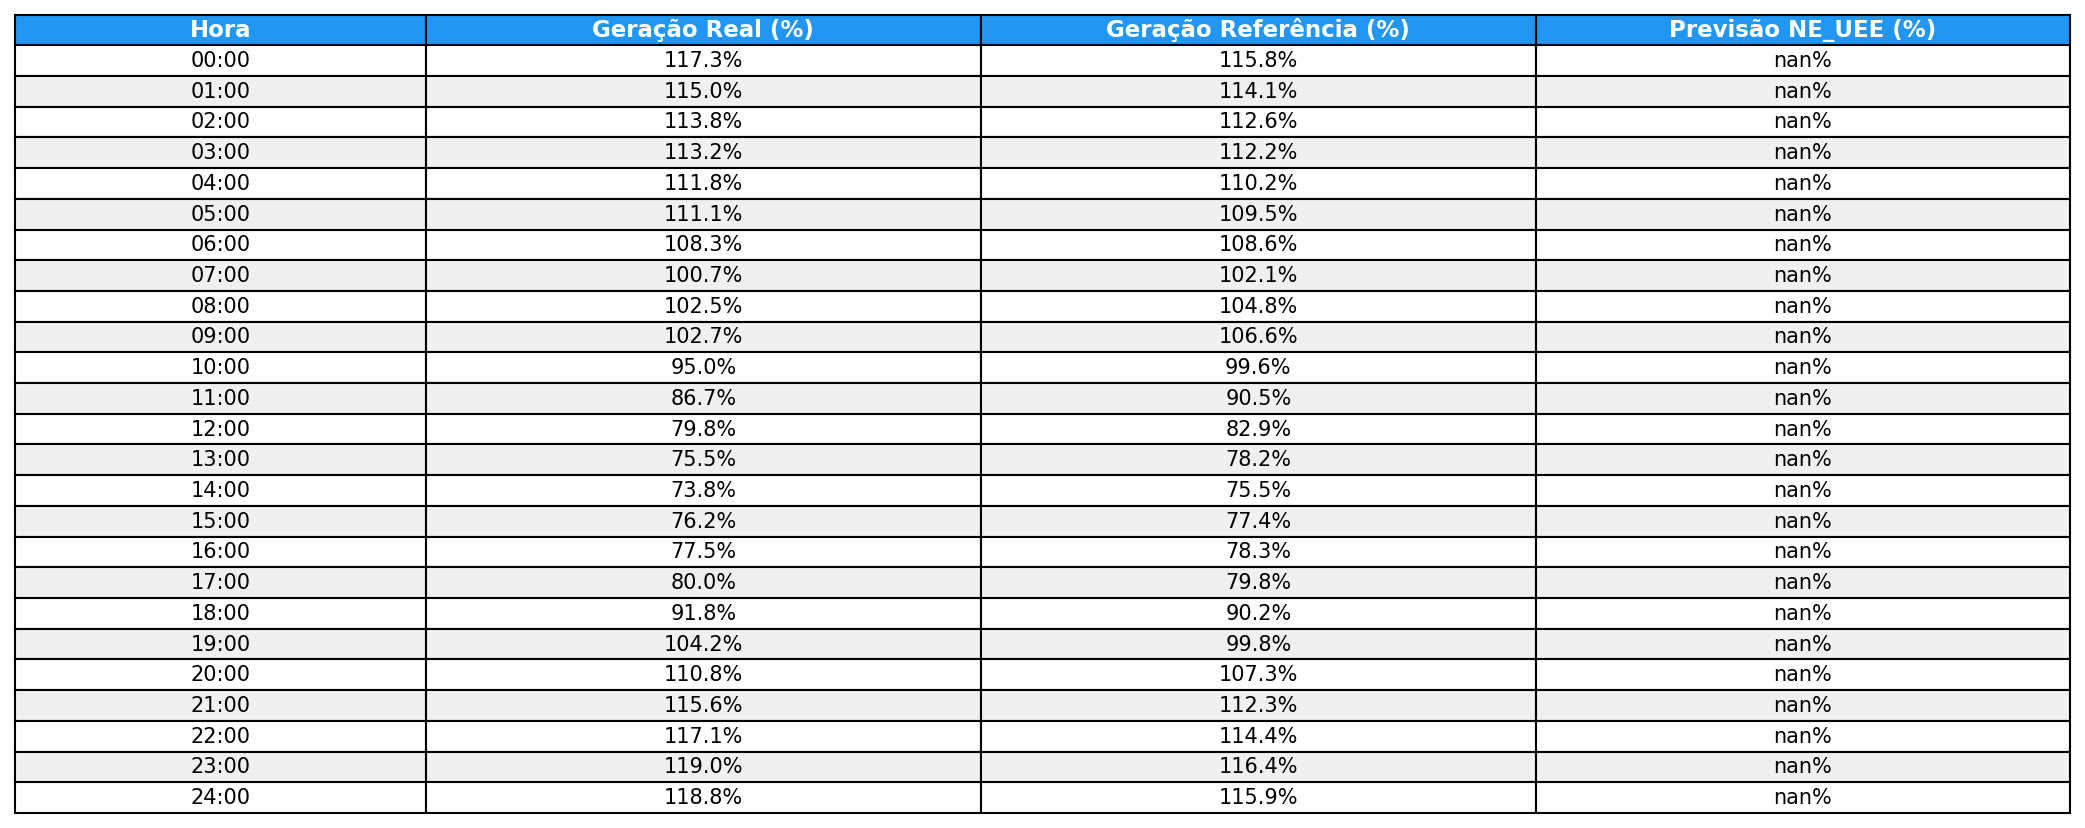 Hora Geração Real (%) Geração Referência (%) Previsão NE_UEE (%)
00:00 117.3% 115.8% nan%
01:00 115.0% 114.1% nan%
02:00 113.8% 112.6% nan%
03:00 113.2% 112.2% nan%
04:00 111.8% 110.2% nan%
05:00 111.1% 109.5% nan%
06:00 108.3% 108.6% nan%
07:00 100.7% 102.1% nan%
08:00 102.5% 104.8% nan%
09:00 102.7% 106.6% nan%
10:00 95.0% 99.6% nan%
11:00 86.7% 90.5% nan%
12:00 79.8% 82.9% nan%
13:00 75.5% 78.2% nan%
14:00 73.8% 75.5% nan%
15:00 76.2% 77.4% nan%
16:00 77.5% 78.3% nan%
17:00 80.0% 79.8% nan%
18:00 91.8% 90.2% nan%
19:00 104.2% 99.8% nan%
20:00 110.8% 107.3% nan%
21:00 115.6% 112.3% nan%
22:00 117.1% 114.4% nan%
23:00 119.0% 116.4% nan%
24:00 118.8% 115.9% nan%